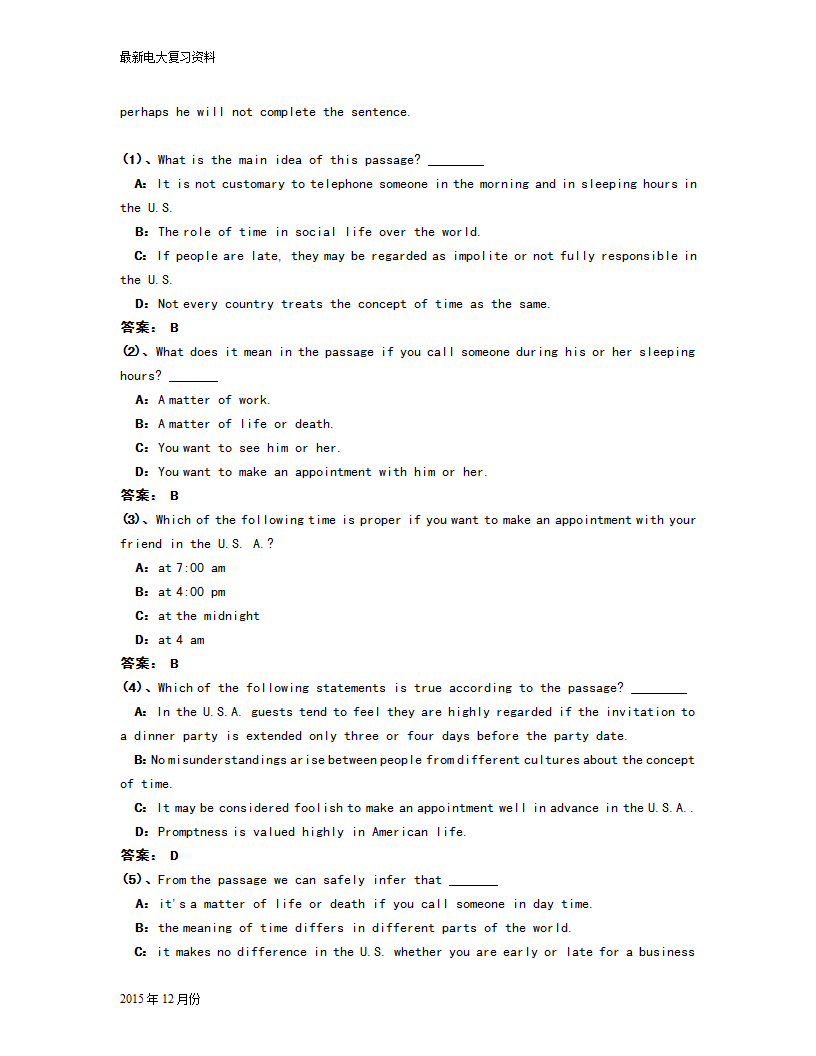 最新电大复习资料
perhaps he will not complete the sentence.
(1)、What is the main idea of this passage? ________
A: It is not customary to telephone someone in the morning and in sleeping hours in
the U.S.
B: The role of time in social life over the world.
C: If people are late, they may be regarded as impolite or not fully responsible in
the U.S.
D: Not every country treats the concept of time as the same.
答案： B
(2)、What does it mean in the passage if you call someone during his or her sleeping
hours? _______
A: A matter of work.
B: A matter of life or death.
C: You want to see him or her.
D: You want to make an appointment with him or her.
答案： B
(3)、Which of the following time is proper if you want to make an appointment with your
friend in the U.S. A.?
A: at 7:00 am
B: at 4:00 pm
C: at the midnight
D: at 4 am
答案： B
(4)、Which of the following statements is true according to the passage? ________
A: In the U.S.A. guests tend to feel they are highly regarded if the invitation to
a dinner party is extended only three or four days before the party date.
B: No misunderstandings arise between people from different cultures about the concept
of time.
C: It may be considered foolish to make an appointment well in advance in the U.S.A..
D: Promptness is valued highly in American life.
答案： D
(5)、From the passage we can safely infer that _______
A: it's a matter of life or death if you call someone in day time.
B: the meaning of time differs in different parts of the world.
C: it makes no difference in the U.S. whether you are early or late for a business
2015 年 12 月份